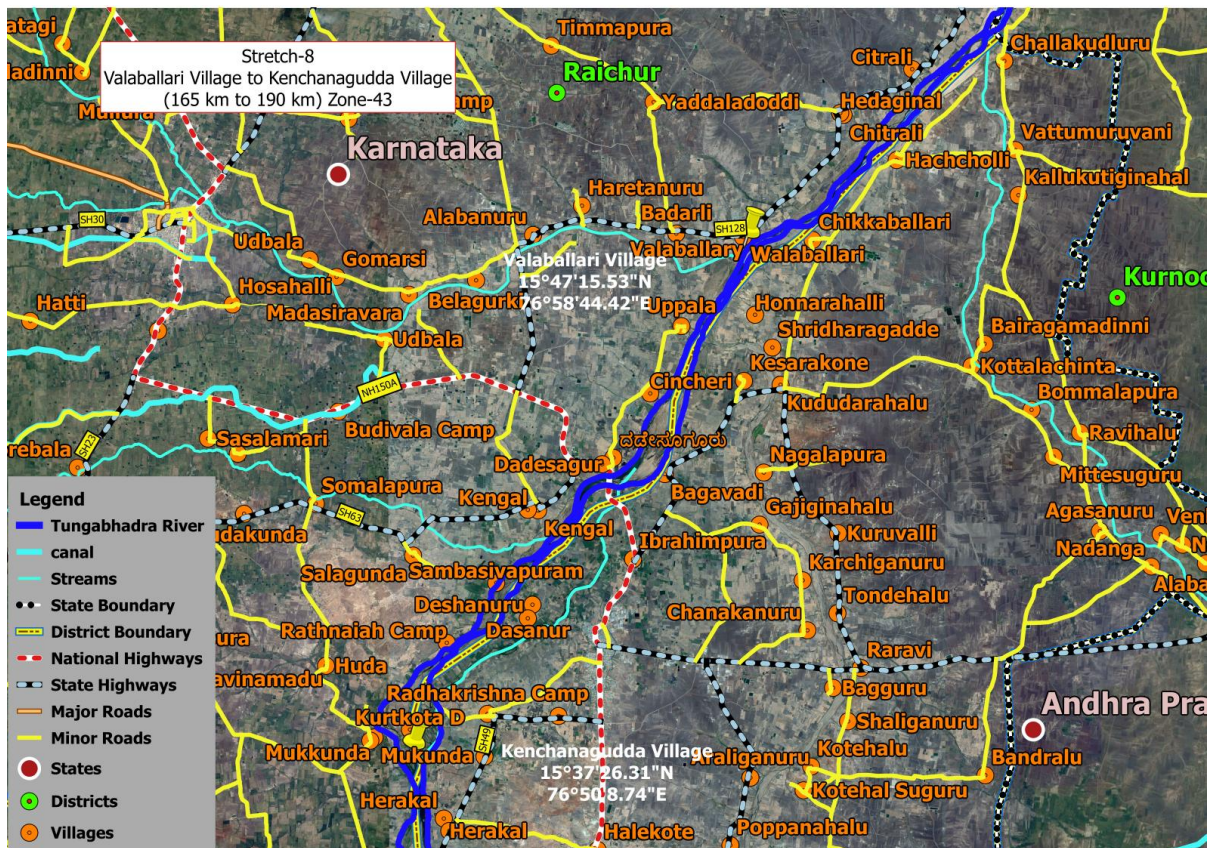 Stretch-8
Valaballari Village to Kenchanagudda Village
(165 km to 190 km) Zone-43
Timmapura
Challakudluru
Citrali
Raichur
Yaddaladoddi
Hedaginal
Chitrali
Vattumuruvani
Karnataka
Hachcholli
Kallukutiginahal
Haretanuru
SH30
Alabanuru
Badarli
SH128
Chikkaballari
Udbala
Gomarsi
Valaballary
Walaballari
Valaballari Village
15°47'15.53"N
76°58'44.42"E
Hosahalli
Belagurki
Hatti
Madasiravara
Uppala
Honnarahalli
Shridharagadde
Bairagamadinni
Udbala
Kesarakone
Kottalachinta
NH150A
Cincheri
Kududarahalu
Bommalapura
Budivala Camp
Sasalamari
ದಡೇಸೂಗೂರು
Ravihalu
SH23
Dadesagur
Nagalapura
Mittesuguru
Somalapura
Kengal
Bagavadi
Gajiginahalu
Agasanuru
SH63
Kengal
Ibrahimpura
Kuruvalli
Nadanga
Salagunda
Sambasivapuram
Karchiganuru
Deshanuru
Chanakanuru
Tondehalu
Rathnaiah Camp
Dasanur
Huda
Raravi
Radhakrishna Camp
Bagguru
Kurtkota D
Shaliganuru
Mukkunda
Mukunda
SH49
Kenchanagudda Village
15°37'26.31"N
76°50'8.74"E
Araliganuru
Kotehalu
Bandralu
Kotehal Suguru
Herakal
Herakal
Halekote
Poppanahalu
Legend
Tungabhadra River
canal
Streams
State Boundary
District Boundary
National Highways
State Highways
Major Roads
Minor Roads
States
Districts
Villages